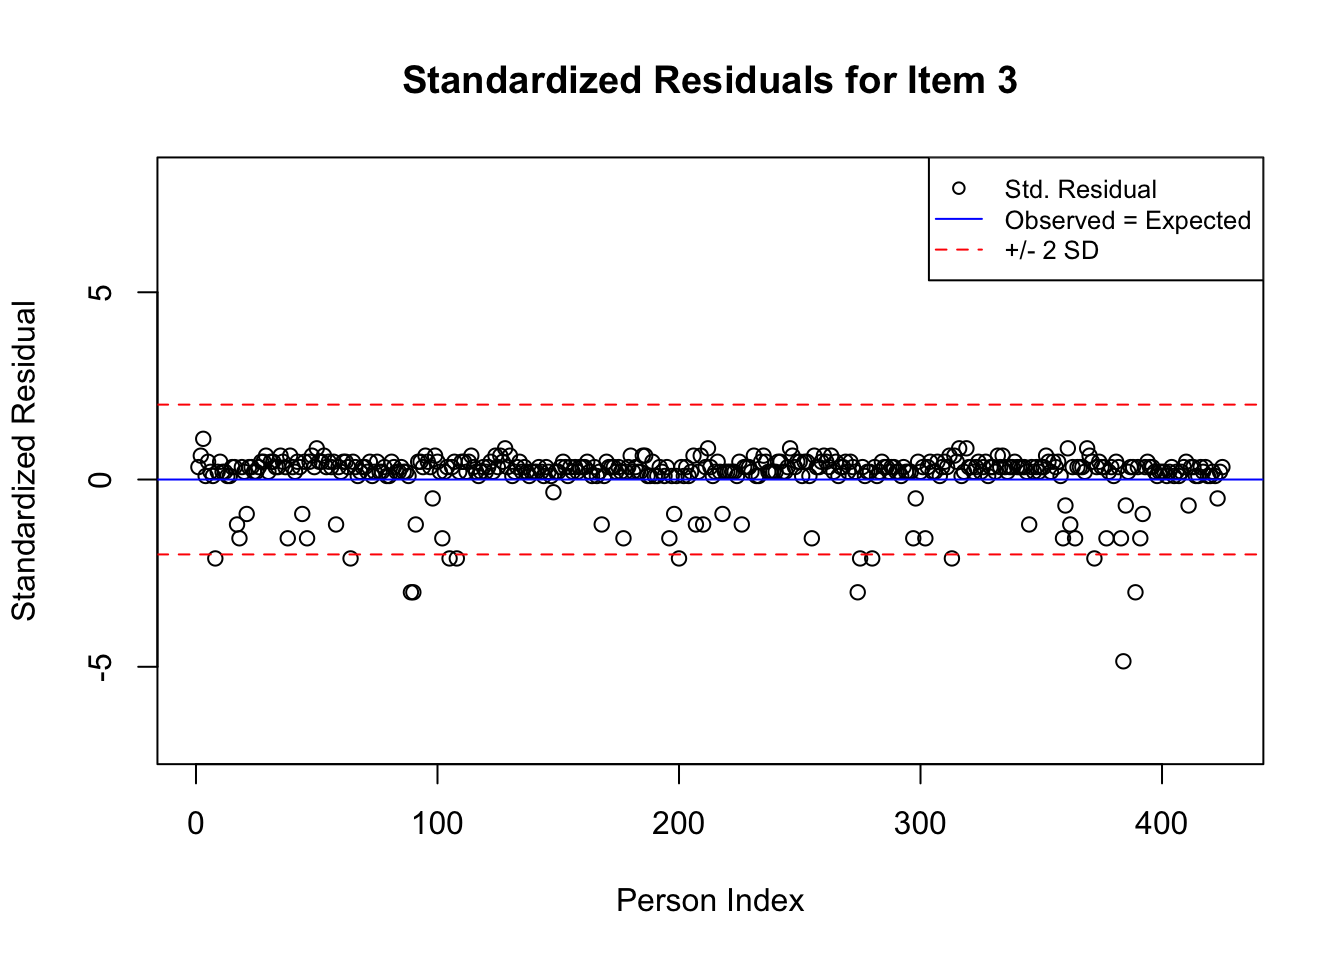 Standardized Residuals for Item 3
Std. Residual
Observed = Expected
+/- 2 SD
Standardized Residual
5
0
-5
0 100 200 300 400
Person Index